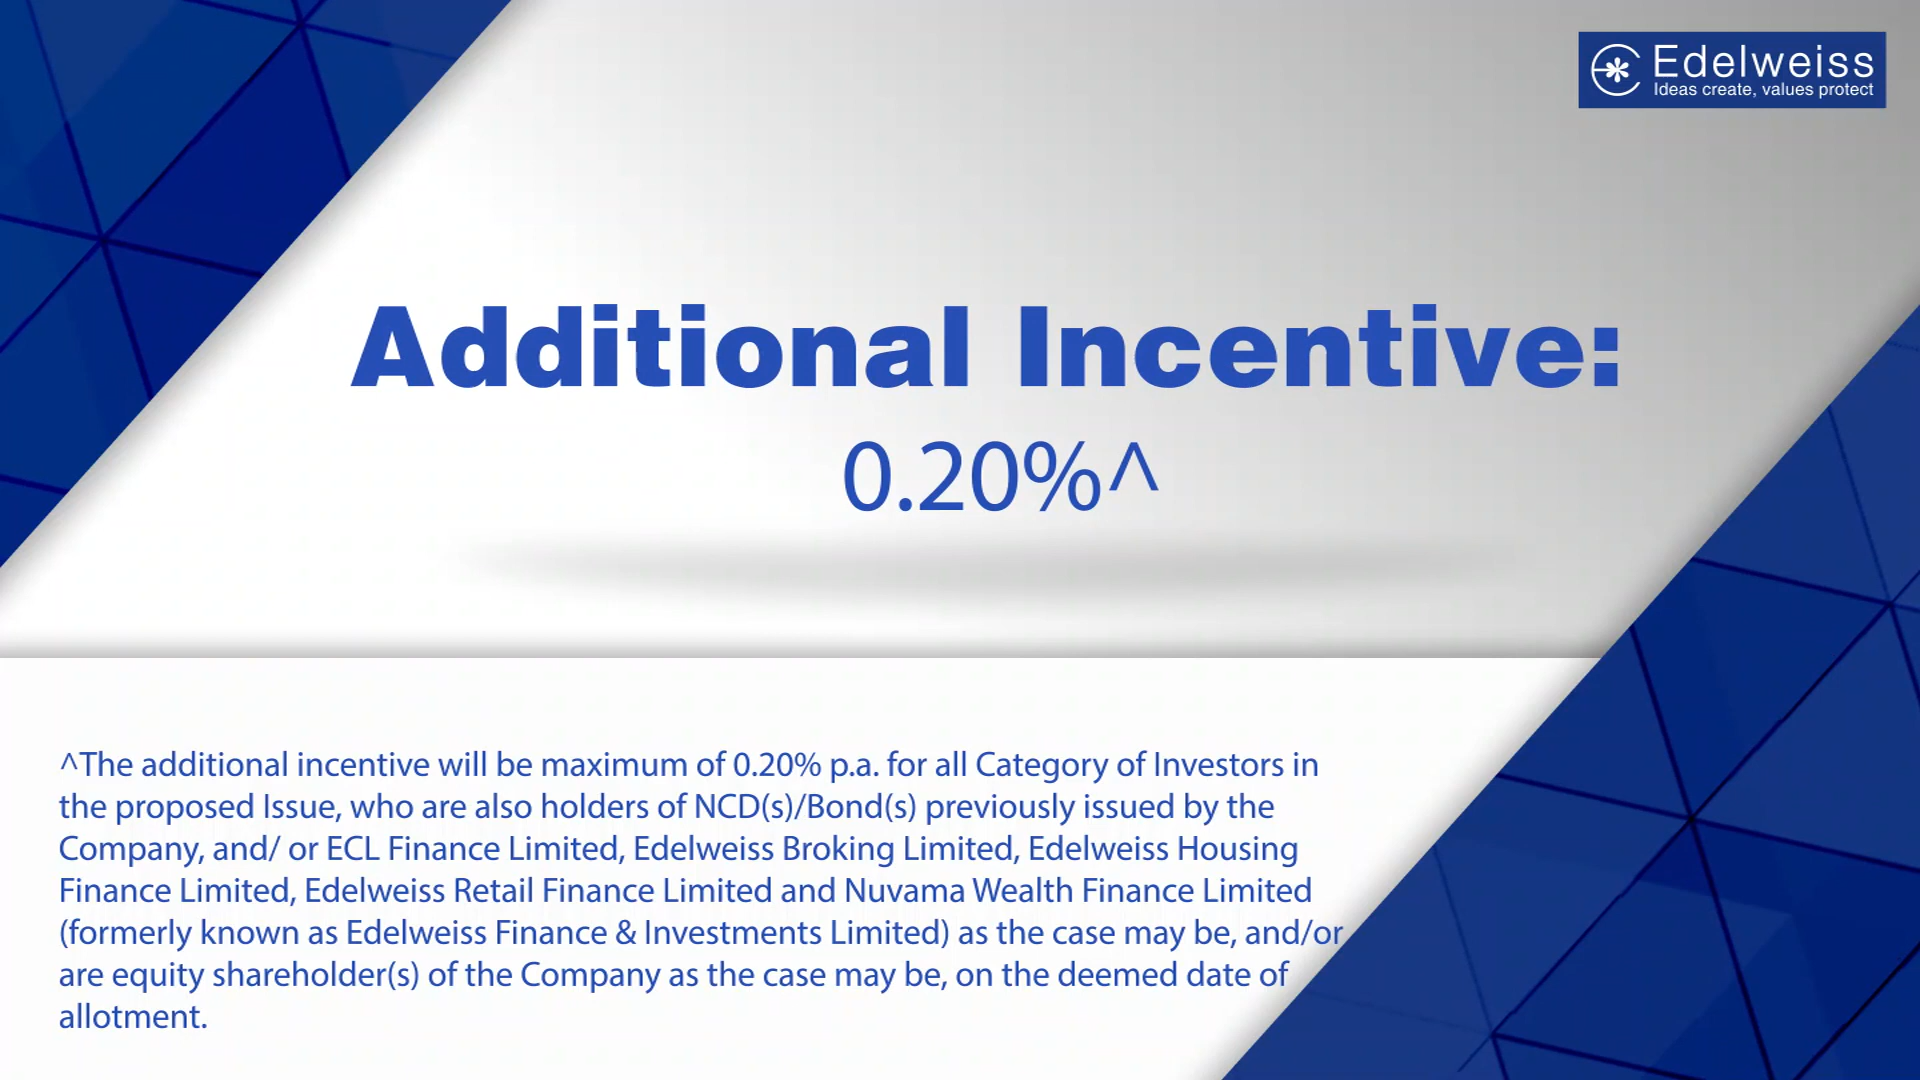 Edelweiss
Ideas create, values protect
Additional Incentive:
0.20%^
^The additional incentive will be maximum of 0.20% p.a. for all Category of Investors in
the proposed Issue, who are also holders of NCD(s)/Bond(s) previously issued by the
Company, and/ or ECL Finance Limited, Edelweiss Broking Limited, Edelweiss Housing
Finance Limited, Edelweiss Retail Finance Limited and Nuvama Wealth Finance Limited
(formerly known as Edelweiss Finance & Investments Limited) as the case may be, and/or
are equity shareholder(s) of the Company as the case may be, on the deemed date of
allotment.